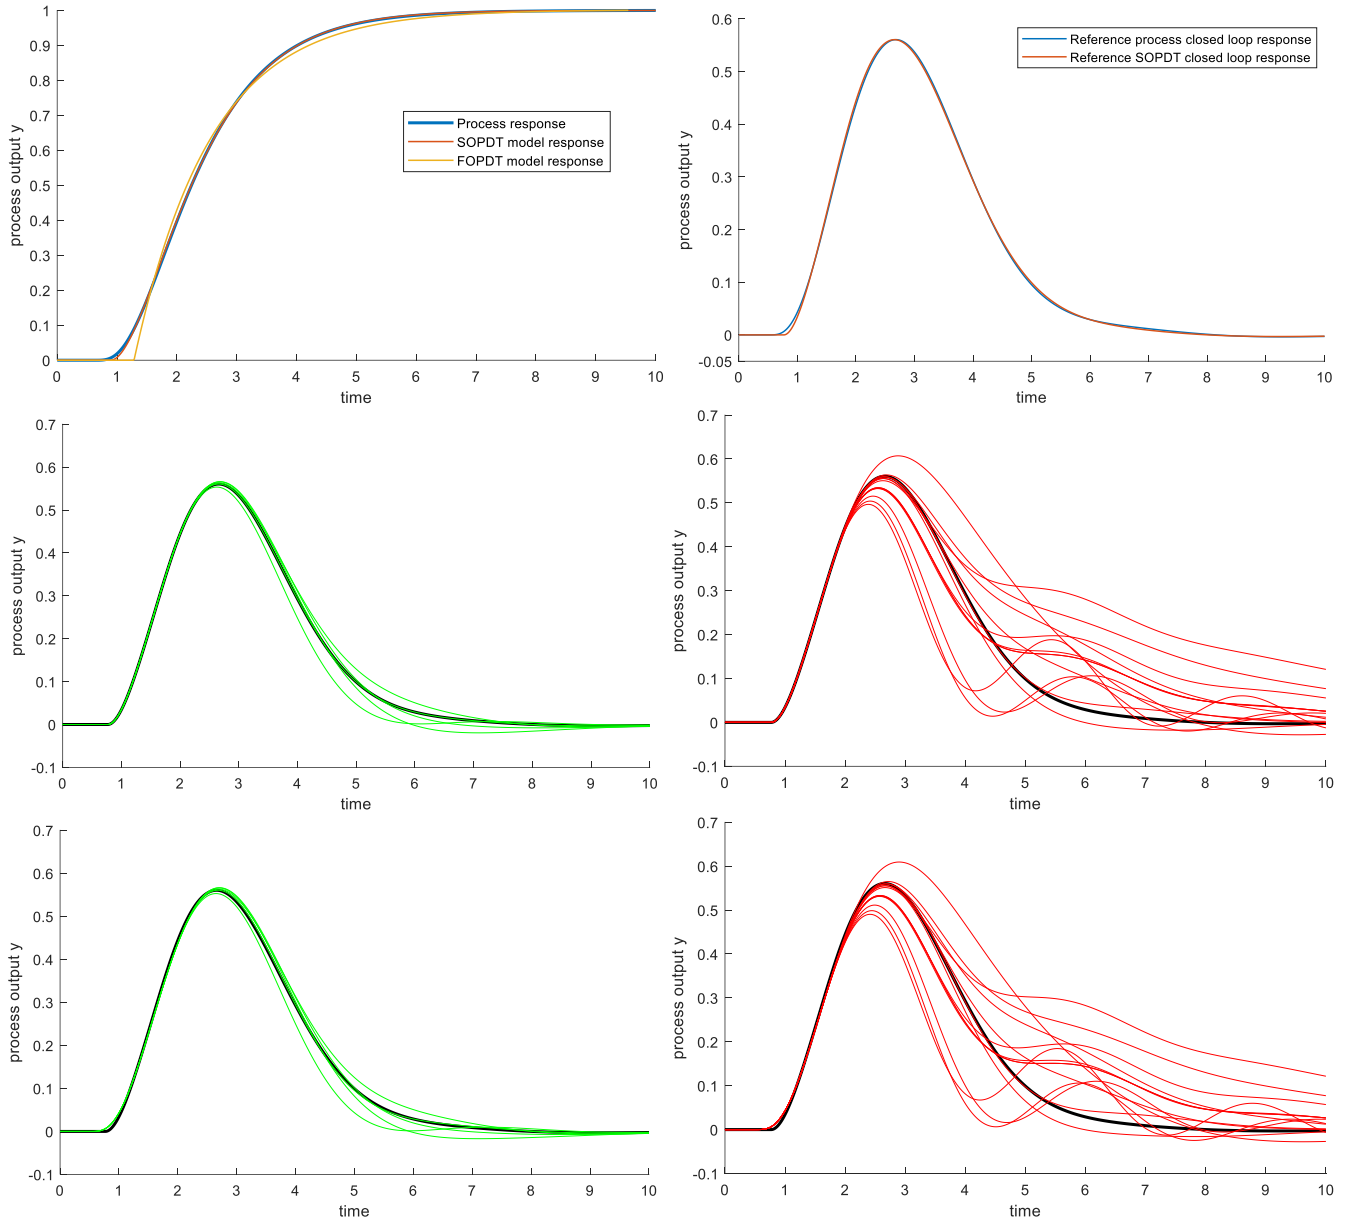 1
0.9
0.8
0.7
0.6
0.5
0.4
0.3
0.2
0.1
0
process output y
Process response
SOPDT model response
FOPDT model response
0 1 2 3 4 5 6 7 8 9 10
time
0.6
0.5
0.4
0.3
0.2
0.1
0
-0.05
process output y
Reference process closed loop response
Reference SOPDT closed loop response
0 1 2 3 4 5 6 7 8 9 10
time
0.7
0.6
0.5
0.4
0.3
0.2
0.1
0
-0.1
process output y
0 1 2 3 4 5 6 7 8 9 10
time
0.7
0.6
0.5
0.4
0.3
0.2
0.1
0
-0.1
process output y
0 1 2 3 4 5 6 7 8 9 10
time
0.7
0.6
0.5
0.4
0.3
0.2
0.1
0
-0.1
process output y
0 1 2 3 4 5 6 7 8 9 10
time
0.7
0.6
0.5
0.4
0.3
0.2
0.1
0
-0.1
process output y
0 1 2 3 4 5 6 7 8 9 10
time